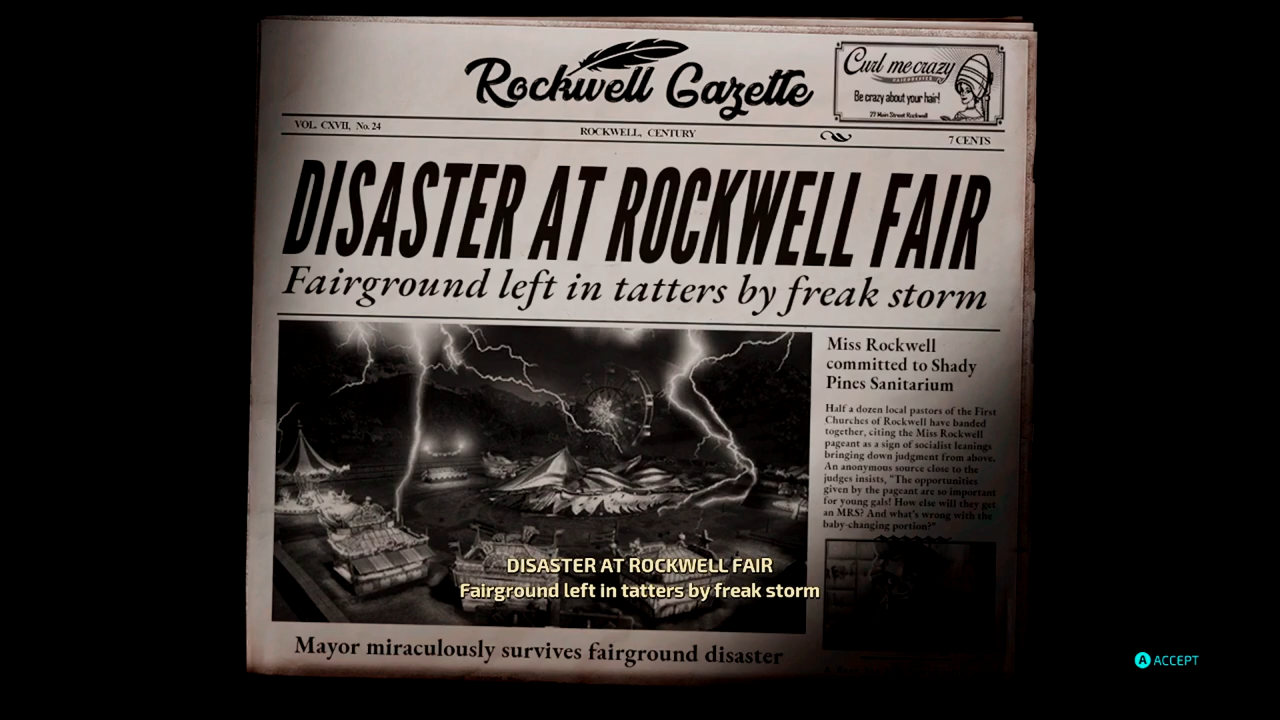 Rockwell Gazette
Curl me crazy
HAIRDRESSER
Be crazy about your hair!
27 Main Street Rockwell
VOL. CXVII, No. 24
ROCKWELL, CENTURY
7 CENTS
DISASTER AT ROCKWELL FAIR
Fairground left in tatters by freak storm
Miss Rockwell
committed to Shady
Pines Sanitarium
Half a dozen local pastors of the First
Churches of Rockwell have banded
together, citing the Miss Rockwell
pageant as a sign of socialist leanings
bringing down judgment from above.
An anonymous source close to the
judges insists, "The opportunities
given by the pageant are so important
for young gals! How else will they get
an MRS? And what's wrong with the
baby-changing portion?"
DISASTER AT ROCKWELL FAIR
Fairground left in tatters by freak storm
Mayor miraculously survives fairground disaster
A ACCEPT